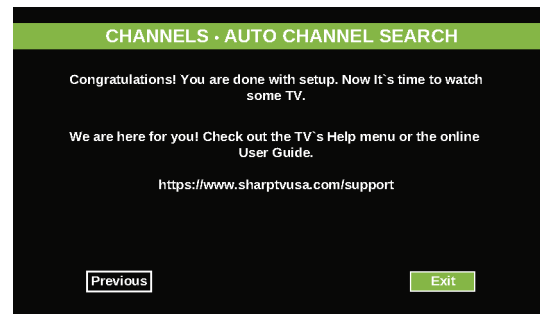 CHANNELS • AUTO CHANNEL SEARCH
Congratulations! You are done with setup. Now It`s time to watch
some TV.
We are here for you! Check out the TV`s Help menu or the online
User Guide.
https://www.sharptvusa.com/support
Previous
Exit